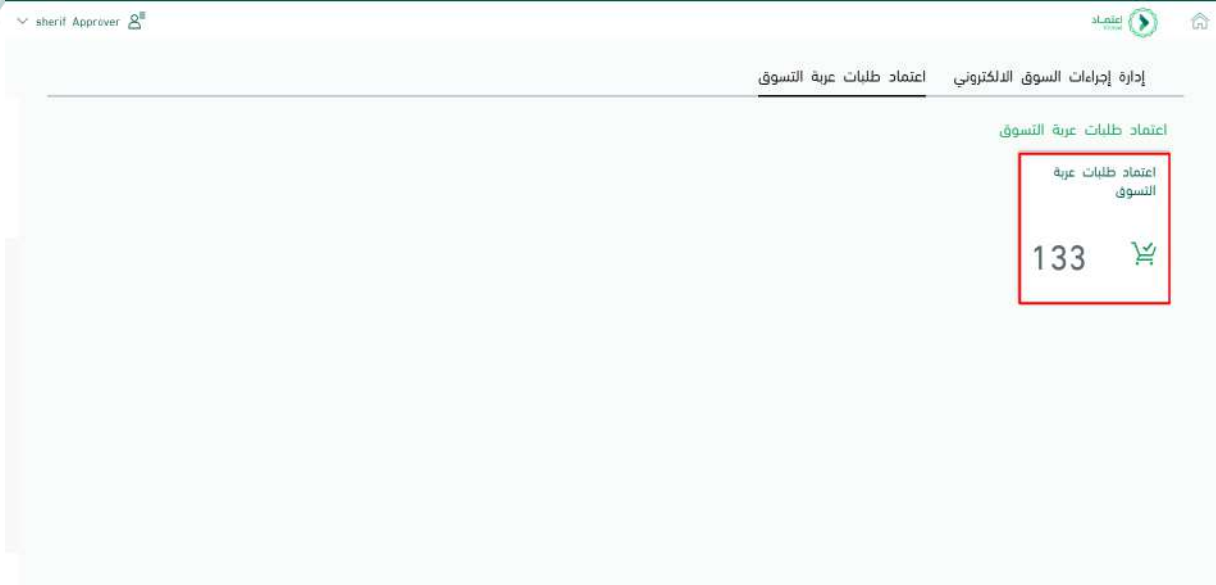 اعتماد
sherif Approver
إدارة إجراءات السوق الالكتروني
اعتماد طلبات عربة التسوق
اعتماد طلبات عربة التسوق
اعتماد طلبات عربة
التسوق
133